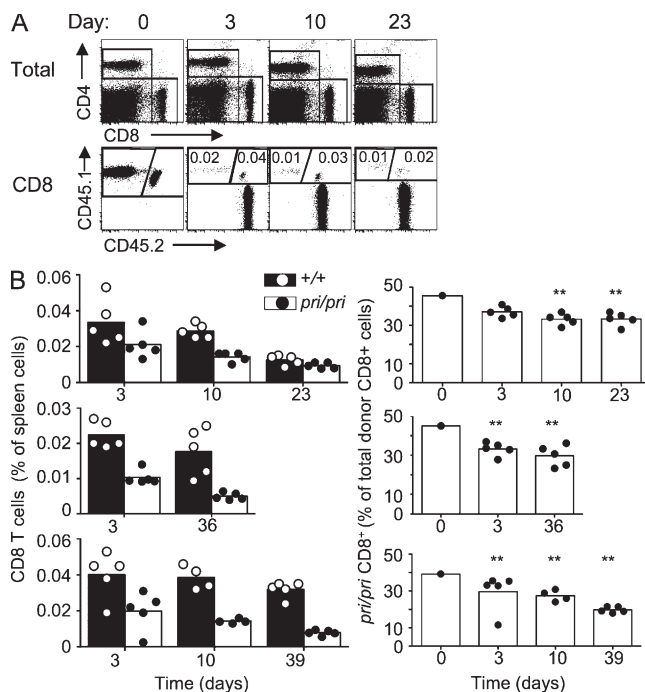 A
Day: 0 3 10 23
Total
CD4
CD8
CD8
0.02 0.04 0.01 0.03 0.01 0.02
CD45.1
CD45.2
B
+/+
pri/pri
CD8 T cells (% of spleen cells)
0.06
0.04
0.02
0
3 10 23
0.03
0.02
0.01
0
3 36
0.06
0.04
0.02
0
3 10 39
Time (days)
pri/pri CD8+ (% of total donor CD8+ cells)
50
30
10
** **
0 3 10 23
50
30
10
** **
0 3 36
50
30
10
** ** **
0 3 10 39
Time (days)